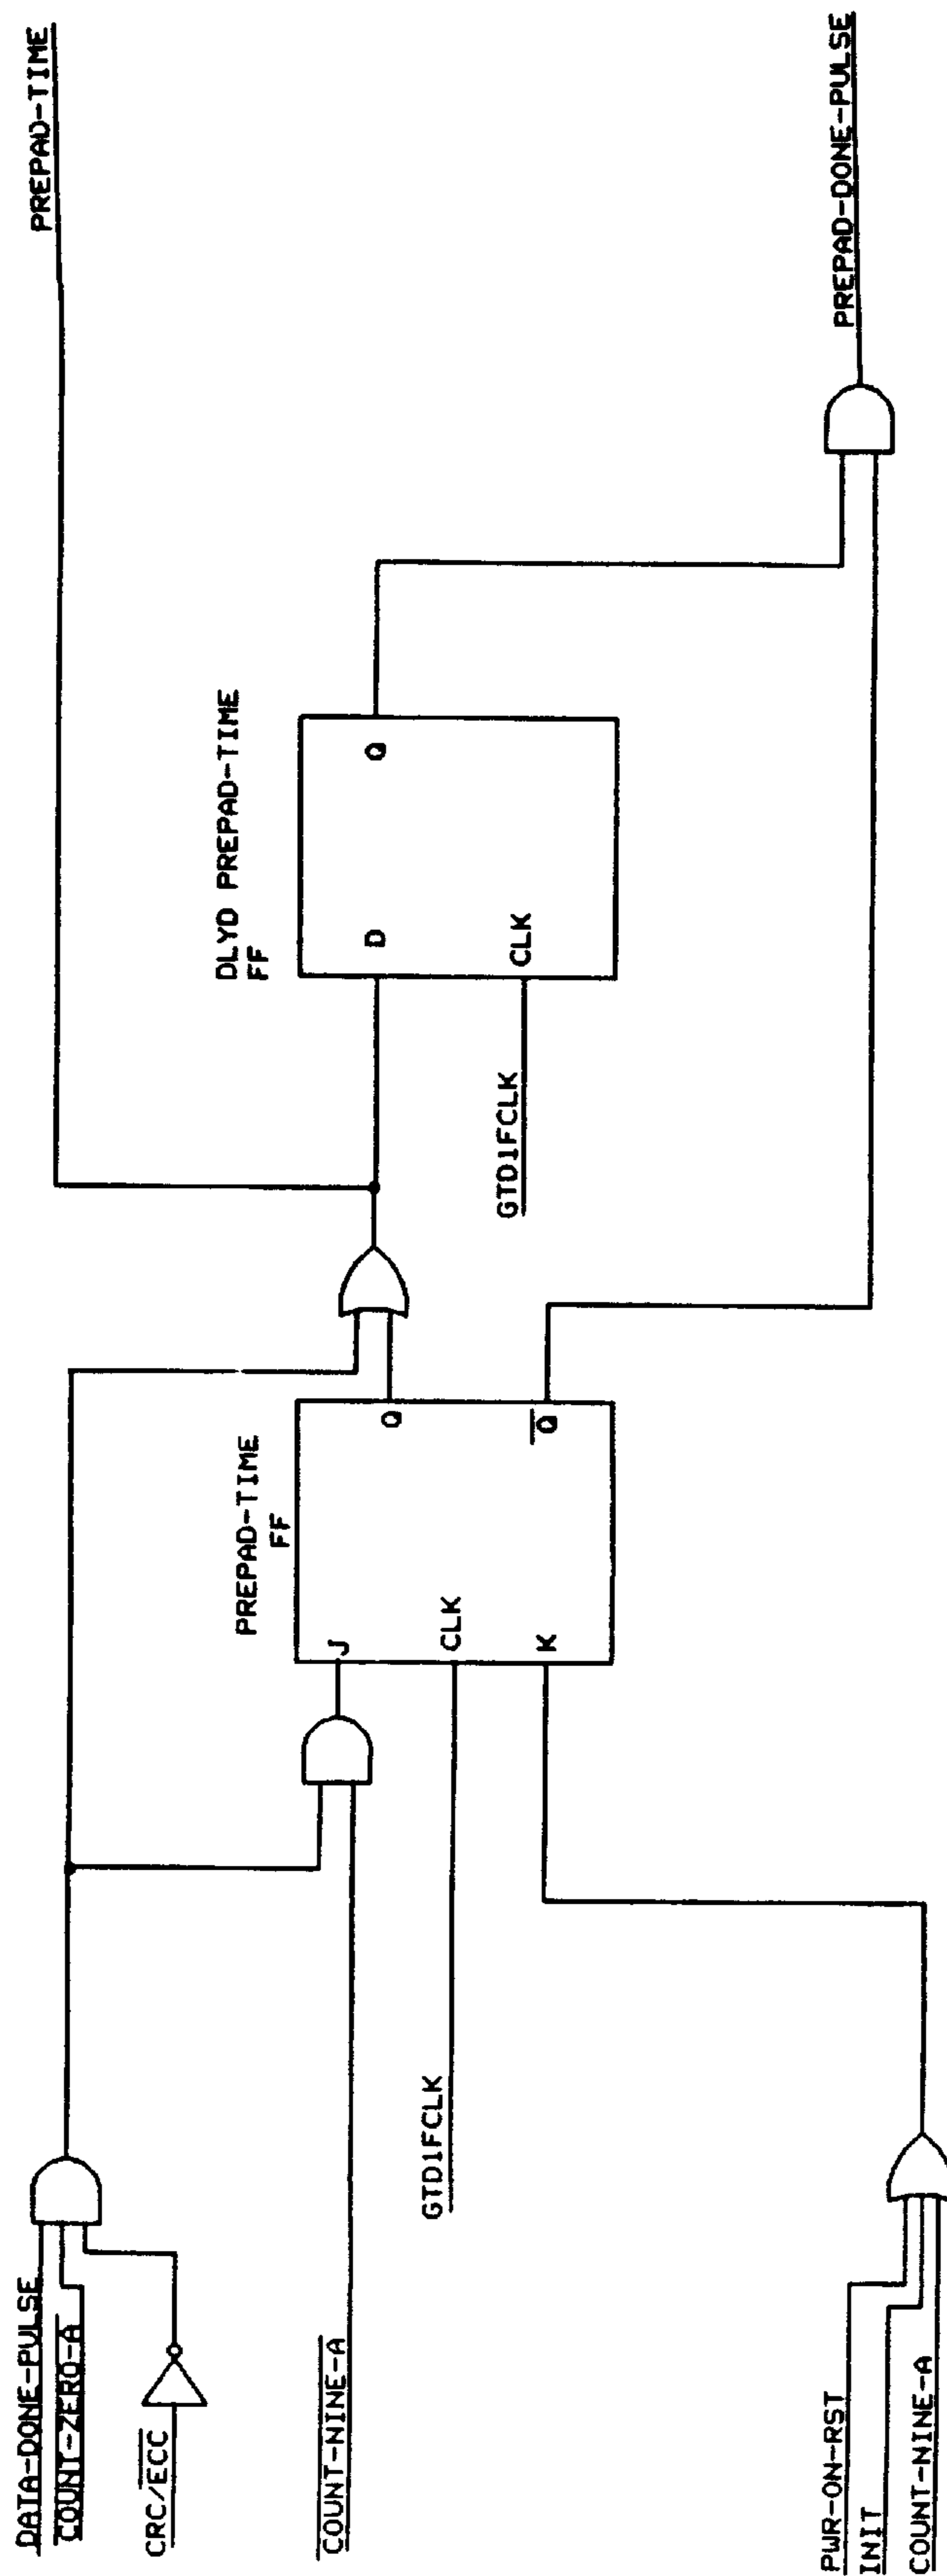 DATA-DONE-PULSE
COUNT-ZERO-A
CRC/ECC
COUNT-NINE-A
GTD1FCLK
PWR-ON-RST
INIT
COUNT-NINE-A
PREPAD-TIME
FF
J
CLK
K
Q
Q
GTD1FCLK
DLYD PREPAD-TIME
FF
D
CLK
Q
PREPAD-TIME
PREPAD-DONE-PULSE